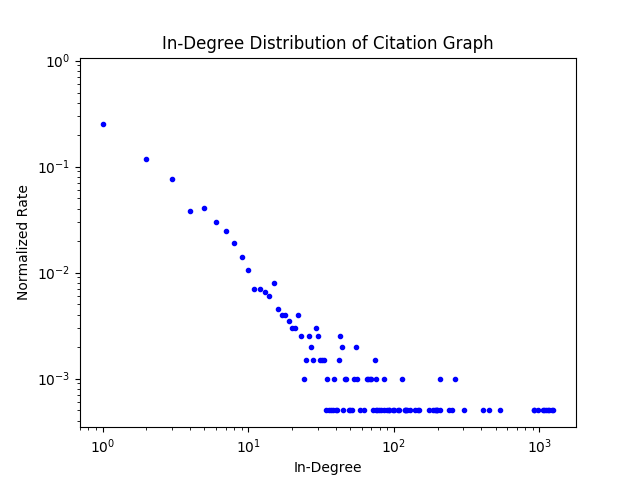 In-Degree Distribution of Citation Graph
Normalized Rate
10⁰
10⁻¹
10⁻²
10⁻³
10⁰ 10¹ 10² 10³
In-Degree